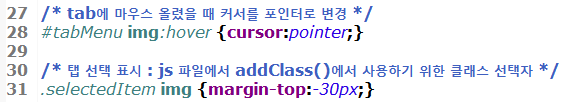 27 /* tab에 마우스 올렸을 때 커서를 포인터로 변경 */
28 #tabMenu img:hover {cursor:pointer;}
29
30 /* 탭 선택 표시 : js 파일에서 addClass()에서 사용하기 위한 클래스 선택자 */
31 .selectedItem img {margin-top:-30px;}